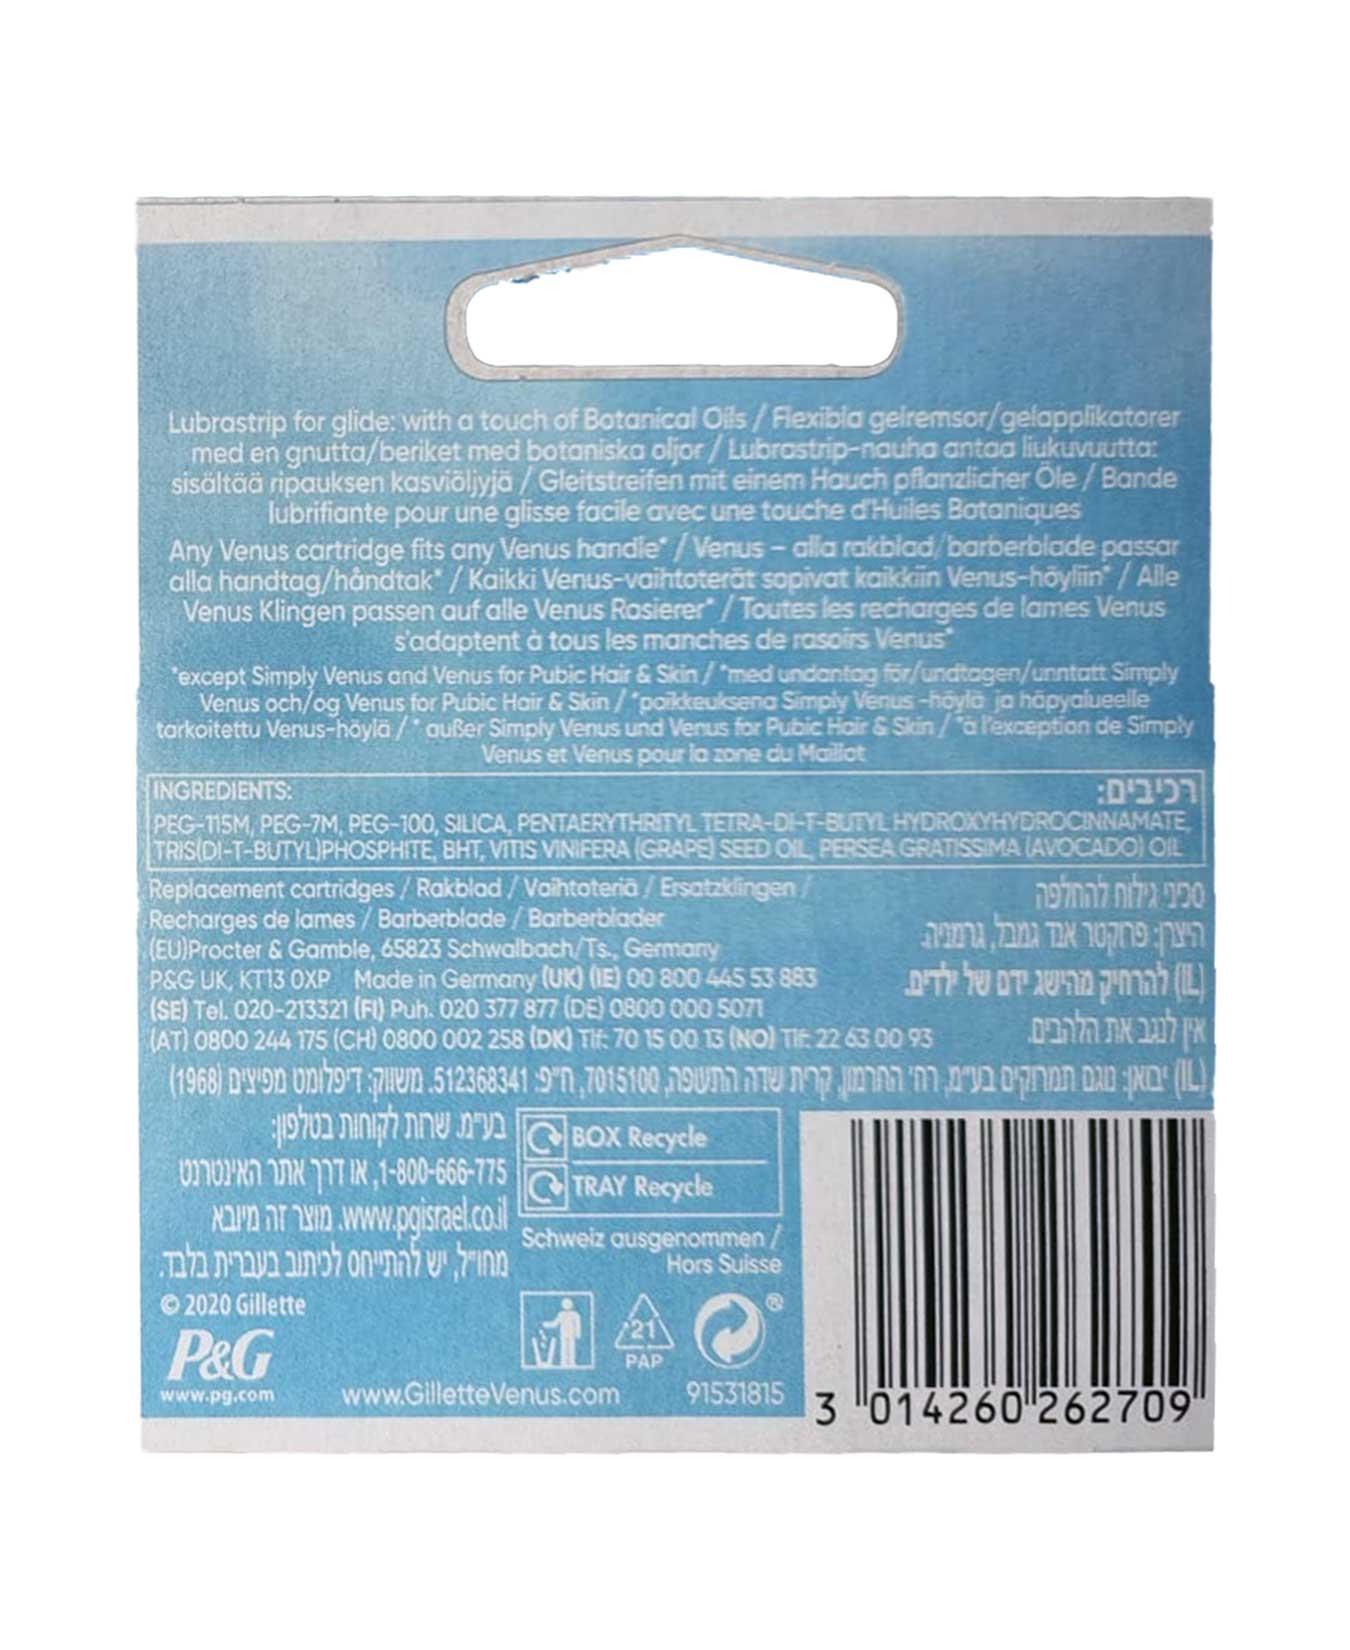 Lubrastrip for glide: with a touch of Botanical Oils / Flexibla gelremsor/gelapplikatorer
med en gnutta/beriket med botaniska oljor / Lubrastrip-nauha antaa liukuvuutta:
sisältää ripauksen kasviöljyjä / Gleitstreifen mit einem Hauch pflanzlicher Öle / Bande
lubrifiante pour une glisse facile avec une touche d'Huiles Botaniques
Any Venus cartridge fits any Venus handle* / Venus – alla rakblad/barberblade passar
alla handtag/håndtak* / Kaikki Venus-vaihtoterät sopivat kaikkiin Venus-höyliin* / Alle
Venus Klingen passen auf alle Venus Rasierer* / Toutes les recharges de lames Venus
s'adaptent à tous les manches de rasoirs Venus*
*except Simply Venus and Venus for Pubic Hair & Skin / *med undantag för/undtagen/unntatt Simply
Venus och/og Venus for Pubic Hair & Skin / *poikkeuksena Simply Venus -höylä ja häpyalueelle
tarkoitettu Venus-höylä / * außer Simply Venus und Venus for Pubic Hair & Skin / *à l'exception de Simply
Venus et Venus pour la zone du Maillot
INGREDIENTS: רכיבים:
PEG-115M, PEG-7M, PEG-100, SILICA, PENTAERYTHRITYL TETRA-DI-T-BUTYL HYDROXYHYDROCINNAMATE,
TRIS(DI-T-BUTYL)PHOSPHITE, BHT, VITIS VINIFERA (GRAPE) SEED OIL, PERSEA GRATISSIMA (AVOCADO) OIL
Replacement cartridges / Rakblad / Vaihtoteriä / Ersatzklingen /
Recharges de lames / Barberblade / Barberblader
(EU)Procter & Gamble, 65823 Schwalbach/Ts., Germany
P&G UK, KT13 0XP Made in Germany (UK) (IE) 00 800 445 53 883
(SE) Tel. 020-213321 (FI) Puh. 020 377 877 (DE) 0800 000 5071
(AT) 0800 244 175 (CH) 0800 002 258 (DK) Tlf: 70 15 00 13 (NO) Tlf: 22 63 00 93
סכיני גילוח להחלפה
היצרן: פרוקטר אנד גמבל, גרמניה.
(IL) להרחיק מהישג ידם של ילדים.
אין לנגב את הלהבים.
(IL) יבואן: נוגם תמרוקים בע"מ, רח' החרמון, קרית שדה התעופה, 7015100, ח"פ: 512368341. משווק: דיפלומט מפיצים (1968)
בע"מ. שרות לקוחות בטלפון:
1-800-666-775, או דרך אתר האינטרנט
www.pgisrael.co.il. מוצר זה מיובא
מחו"ל, יש להתייחס לכיתוב בעברית בלבד.
BOX Recycle
TRAY Recycle
Schweiz ausgenommen /
Hors Suisse
© 2020 Gillette
P&G
www.pg.com
www.GilletteVenus.com
21
PAP
®
91531815
3 014260 262709